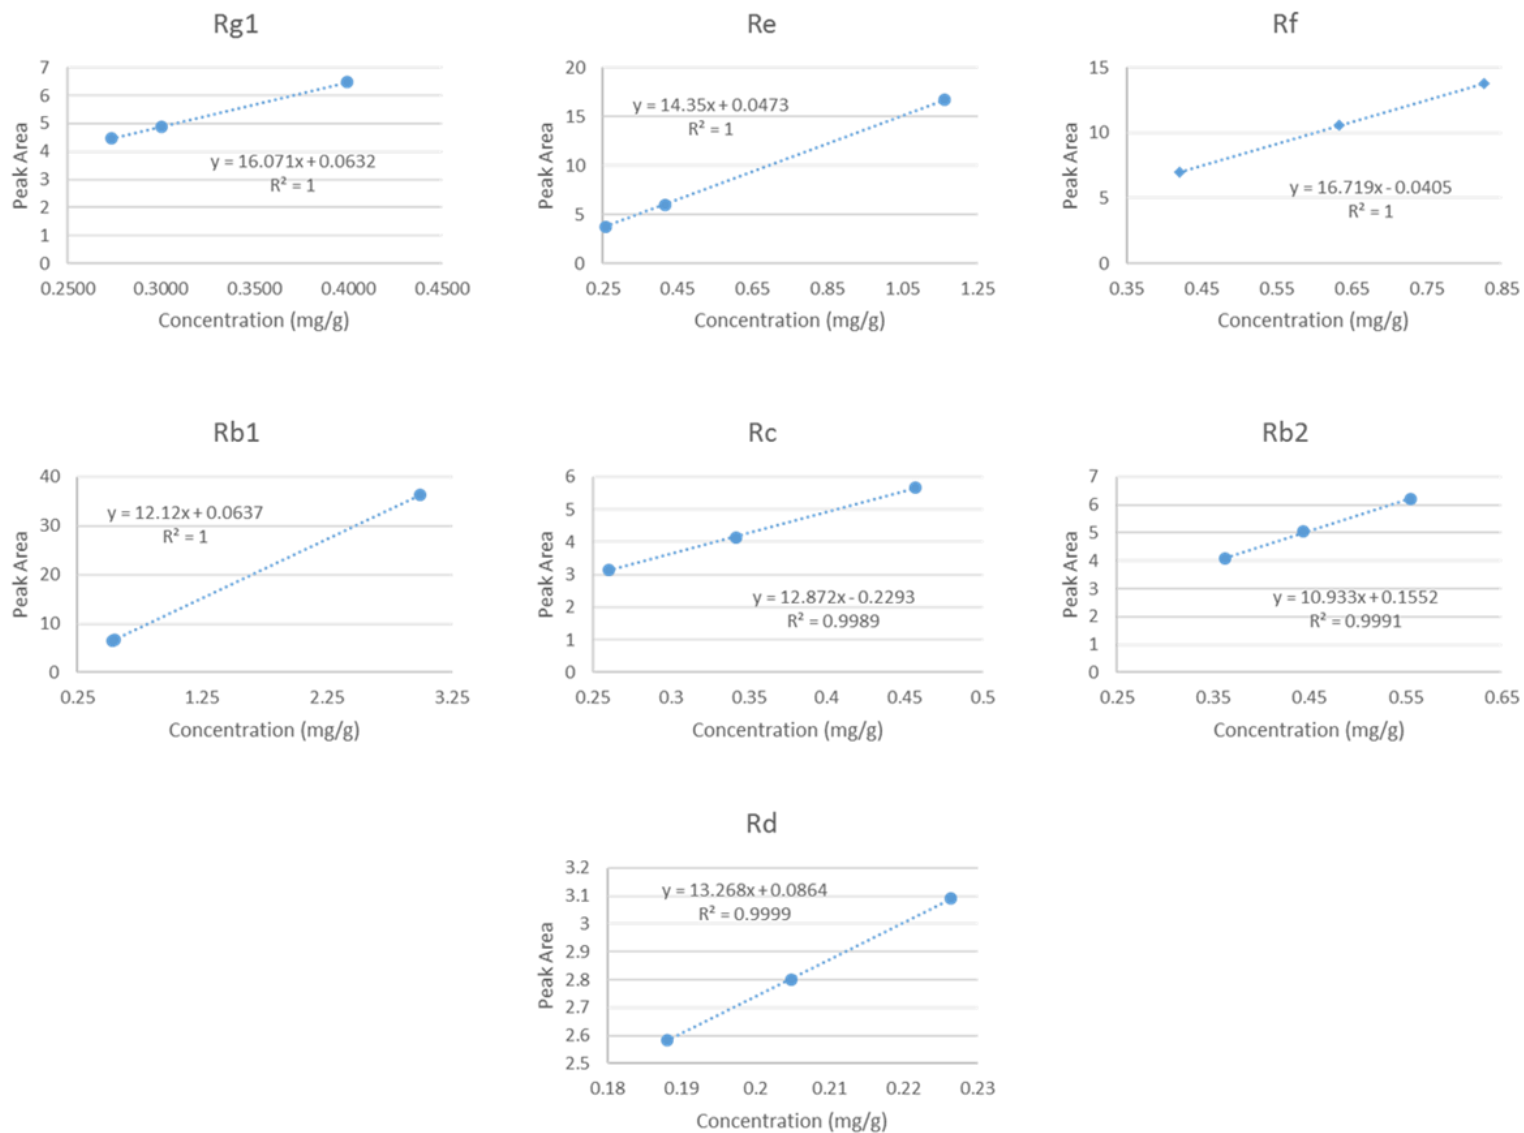 Rg1
7
6
5
4
3
2
1
0
Peak Area
y = 16.071x + 0.0632
R² = 1
0.2500 0.3000 0.3500 0.4000 0.4500
Concentration (mg/g)
Re
20
15
10
5
0
Peak Area
y = 14.35x + 0.0473
R² = 1
0.25 0.45 0.65 0.85 1.05 1.25
Concentration (mg/g)
Rf
15
10
5
0
Peak Area
y = 16.719x - 0.0405
R² = 1
0.35 0.45 0.55 0.65 0.75 0.85
Concentration (mg/g)
Rb1
40
30
20
10
0
Peak Area
y = 12.12x + 0.0637
R² = 1
0.25 1.25 2.25 3.25
Concentration (mg/g)
Rc
6
5
4
3
2
1
0
Peak Area
y = 12.872x - 0.2293
R² = 0.9989
0.25 0.3 0.35 0.4 0.45 0.5
Concentration (mg/g)
Rb2
7
6
5
4
3
2
1
0
Peak Area
y = 10.933x + 0.1552
R² = 0.9991
0.25 0.35 0.45 0.55 0.65
Concentration (mg/g)
Rd
3.2
3.1
3
2.9
2.8
2.7
2.6
2.5
Peak Area
y = 13.268x + 0.0864
R² = 0.9999
0.18 0.19 0.2 0.21 0.22 0.23
Concentration (mg/g)